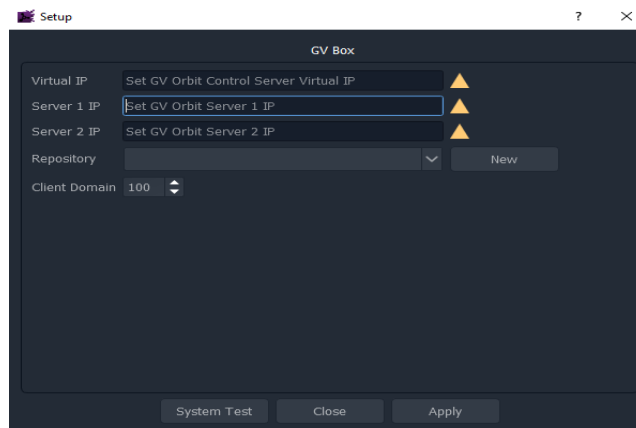 Setup
?
GV Box
Virtual IP Set GV Orbit Control Server Virtual IP
Server 1 IP Set GV Orbit Server 1 IP
Server 2 IP Set GV Orbit Server 2 IP
Repository New
Client Domain 100
System Test Close Apply